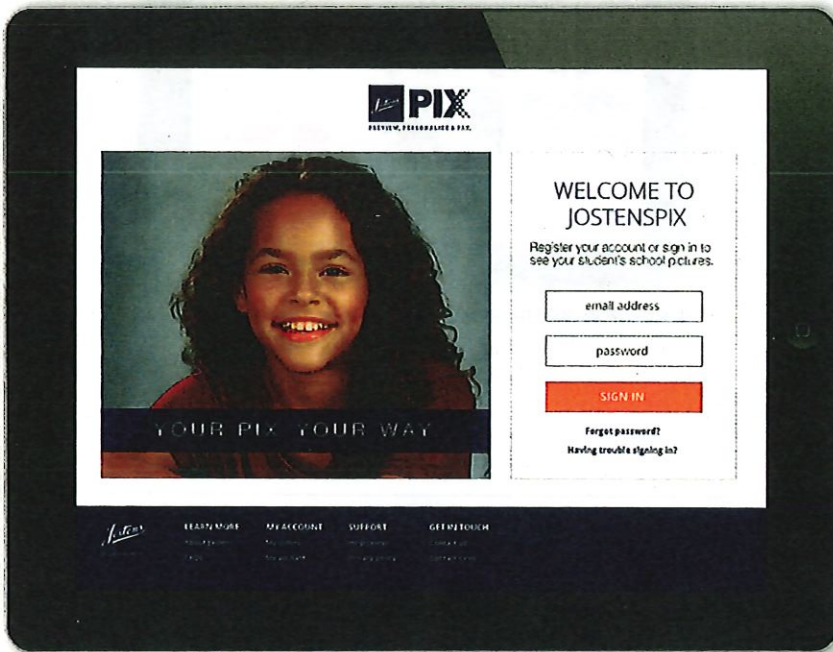 Jostens PIX
PREVIEW, PERSONALIZE & PAY.
WELCOME TO
JOSTENSPIX
Register your account or sign in to
see your student's school pictures.
email address
password
SIGN IN
Forgot password?
Having trouble signing in?
YOUR PIX YOUR WAY
Jostens
LEARN MORE
MY ACCOUNT
SUPPORT
GET IN TOUCH